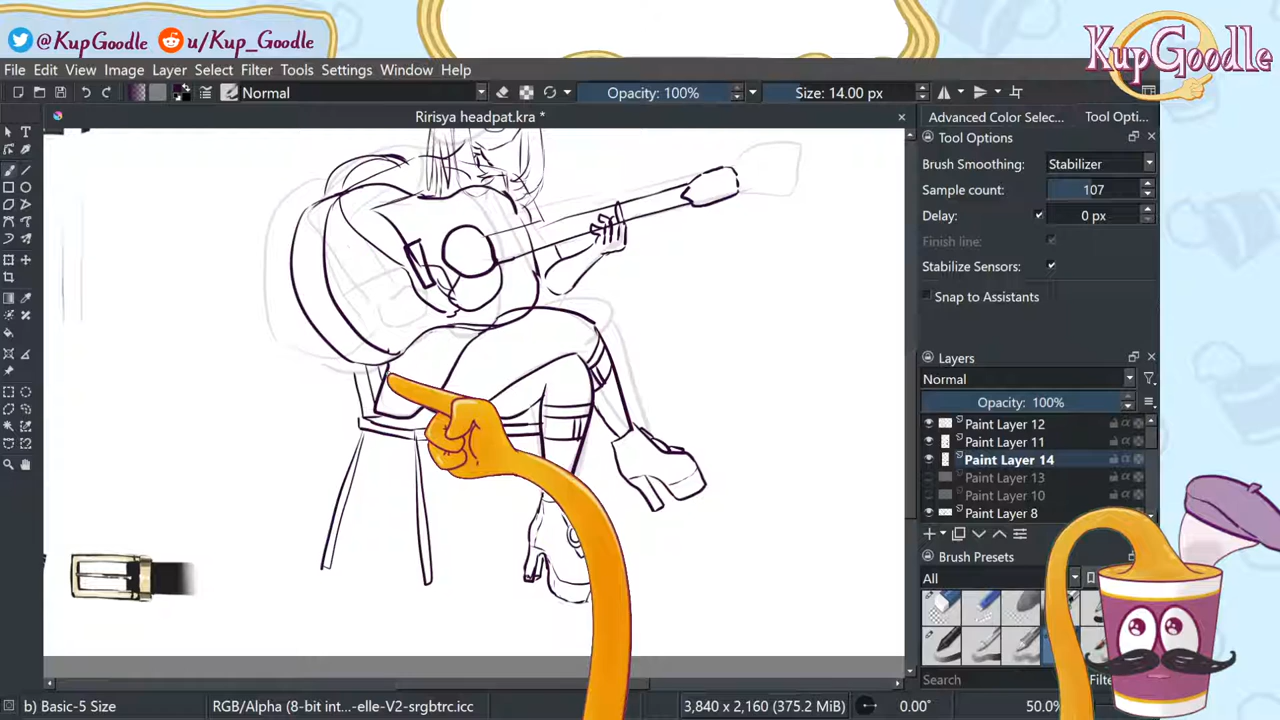 @KupGoodle u/Kup_Goodle
KupGoodle
File Edit View Image Layer Select Filter Tools Settings Window Help
Normal Opacity: 100% Size: 14.00 px
Ririsya headpat.kra *
Advanced Color Selec... Tool Opti...
Tool Options
Brush Smoothing: Stabilizer
Sample count: 107
Delay: 0 px
Finish line:
Stabilize Sensors:
Snap to Assistants
Layers
Normal
Opacity: 100%
Paint Layer 12
Paint Layer 11
Paint Layer 14
Paint Layer 13
Paint Layer 10
Paint Layer 8
Brush Presets
All
Search
b) Basic-5 Size RGB/Alpha (8-bit int...-elle-V2-srgbtrc.icc 3,840 x 2,160 (375.2 MiB) 0.00°